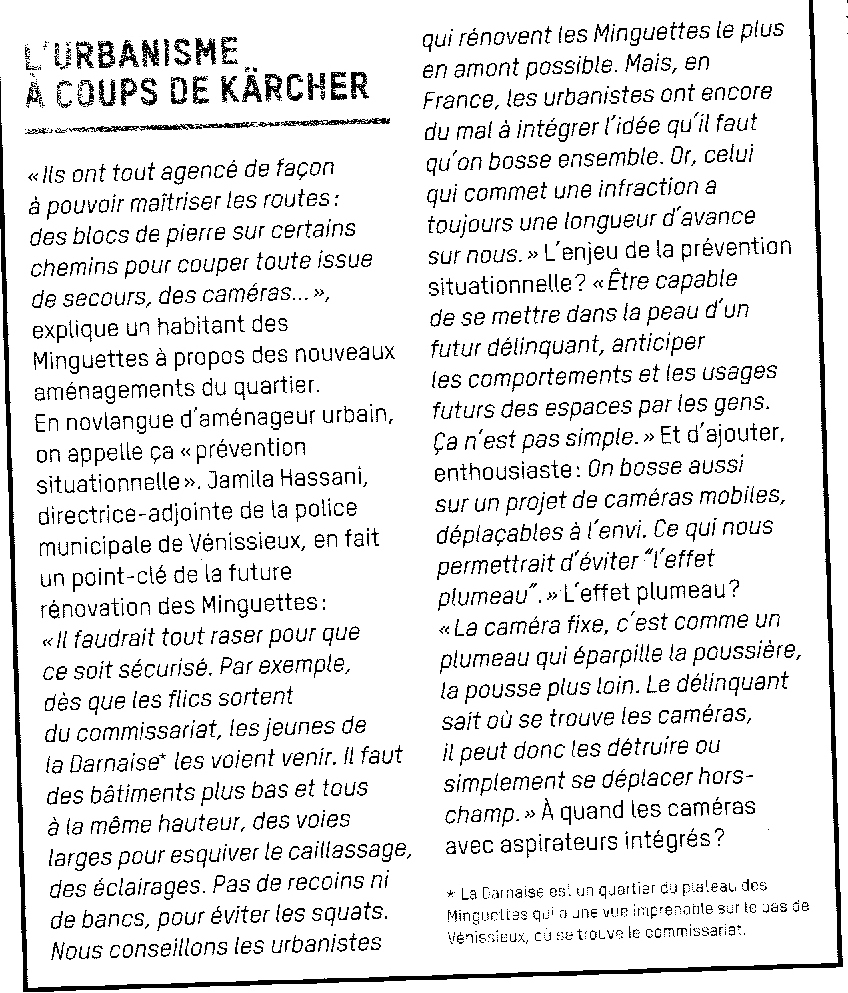 L'URBANISME
À COUPS DE KÄRCHER
« Ils ont tout agencé de façon
à pouvoir maîtriser les routes :
des blocs de pierre sur certains
chemins pour couper toute issue
de secours, des caméras... »,
explique un habitant des
Minguettes à propos des nouveaux
aménagements du quartier.
En novlangue d'aménageur urbain,
on appelle ça « prévention
situationnelle ». Jamila Hassani,
directrice-adjointe de la police
municipale de Vénissieux, en fait
un point-clé de la future
rénovation des Minguettes :
« Il faudrait tout raser pour que
ce soit sécurisé. Par exemple,
dès que les flics sortent
du commissariat, les jeunes de
la Darnaise* les voient venir. Il faut
des bâtiments plus bas et tous
à la même hauteur, des voies
larges pour esquiver le caillassage,
des éclairages. Pas de recoins ni
de bancs, pour éviter les squats.
Nous conseillons les urbanistes
qui rénovent les Minguettes le plus
en amont possible. Mais, en
France, les urbanistes ont encore
du mal à intégrer l'idée qu'il faut
qu'on bosse ensemble. Or, celui
qui commet une infraction a
toujours une longueur d'avance
sur nous. » L'enjeu de la prévention
situationnelle ? « Être capable
de se mettre dans la peau d'un
futur délinquant, anticiper
les comportements et les usages
futurs des espaces par les gens.
Ça n'est pas simple. » Et d'ajouter,
enthousiaste : On bosse aussi
sur un projet de caméras mobiles,
déplaçables à l'envi. Ce qui nous
permettrait d'éviter "l'effet
plumeau". » L'effet plumeau ?
« La caméra fixe, c'est comme un
plumeau qui éparpille la poussière,
la pousse plus loin. Le délinquant
sait où se trouve les caméras,
il peut donc les détruire ou
simplement se déplacer hors-
champ. » À quand les caméras
avec aspirateurs intégrés ?
* La Darnaise est un quartier du plateau des
Minguettes qui a une vue imprenable sur le bas de
Vénissieux, où se trouve le commissariat.